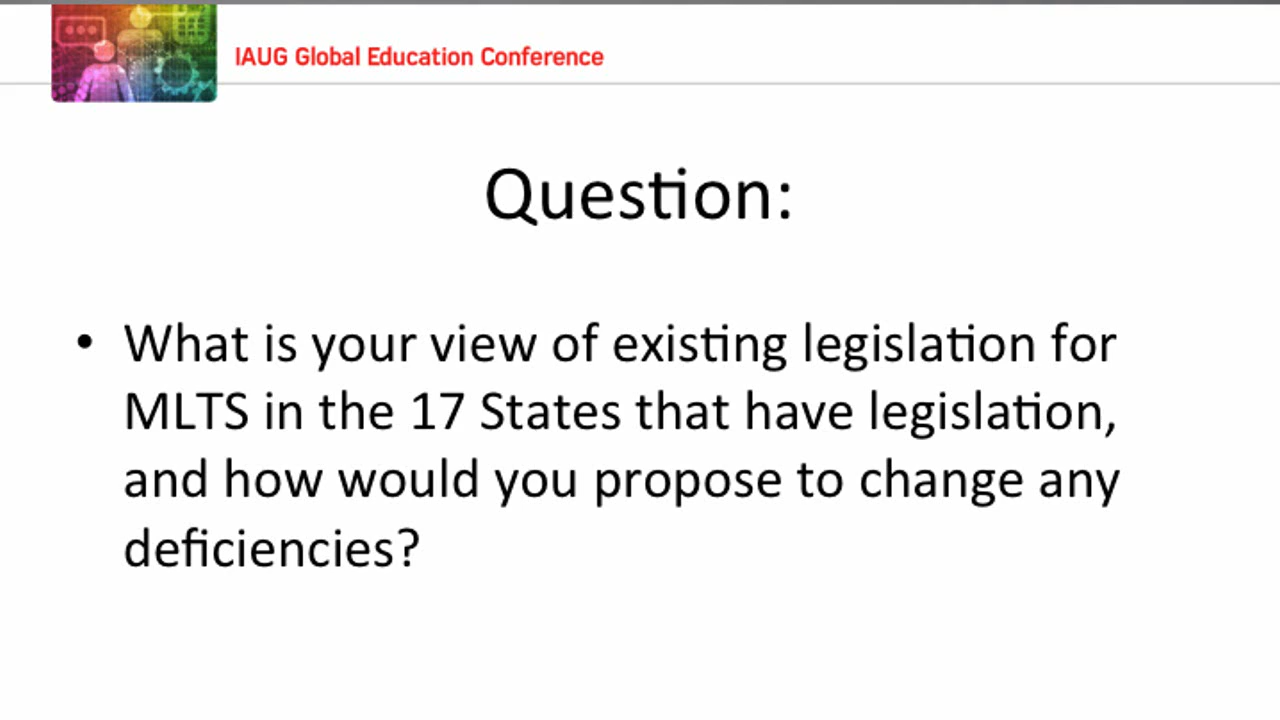 IAUG Global Education Conference
Question:
• What is your view of existing legislation for
MLTS in the 17 States that have legislation,
and how would you propose to change any
deficiencies?